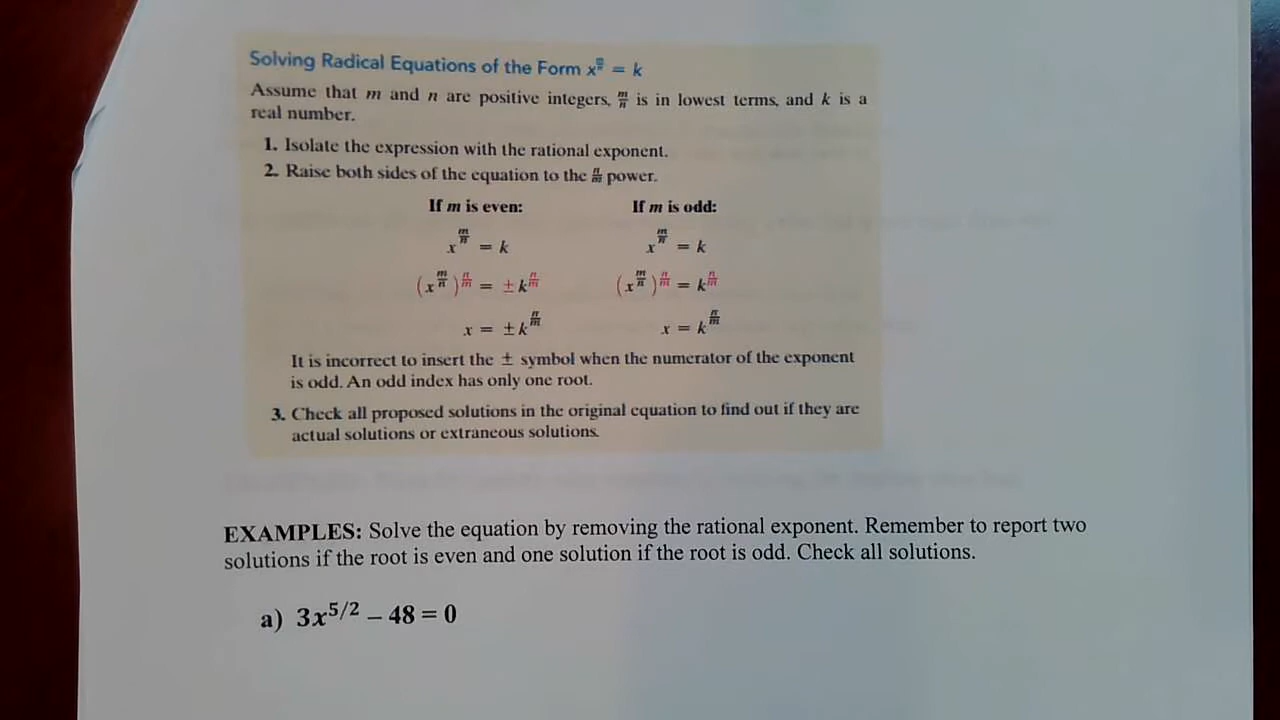 Solving Radical Equations of the Form x^(m/n) = k
Assume that m and n are positive integers, m/n is in lowest terms, and k is a
real number.
1. Isolate the expression with the rational exponent.
2. Raise both sides of the equation to the n/m power.
If m is even: If m is odd:
x^(m/n) = k x^(m/n) = k
(x^(m/n))^(n/m) = ±k^(n/m) (x^(m/n))^(n/m) = k^(n/m)
x = ±k^(n/m) x = k^(n/m)
It is incorrect to insert the ± symbol when the numerator of the exponent
is odd. An odd index has only one root.
3. Check all proposed solutions in the original equation to find out if they are
actual solutions or extraneous solutions.
EXAMPLES: Solve the equation by removing the rational exponent. Remember to report two
solutions if the root is even and one solution if the root is odd. Check all solutions.
a) 3x^(5/2) – 48 = 0